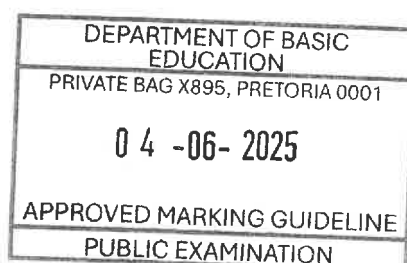 DEPARTMENT OF BASIC
EDUCATION
PRIVATE BAG X895, PRETORIA 0001
04 -06- 2025
APPROVED MARKING GUIDELINE
PUBLIC EXAMINATION